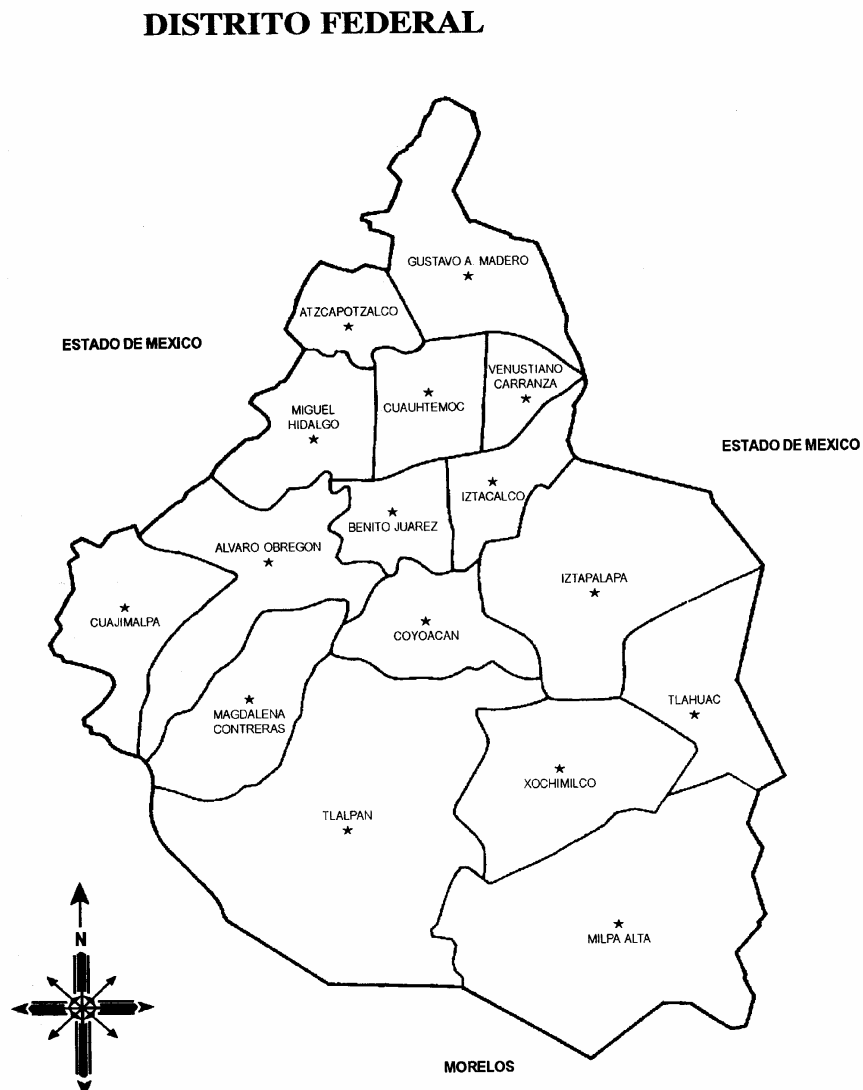 DISTRITO FEDERAL
GUSTAVO A. MADERO
ATZCAPOTZALCO
ESTADO DE MEXICO
VENUSTIANO
CARRANZA
CUAUHTEMOC
MIGUEL
HIDALGO
ESTADO DE MEXICO
IZTACALCO
BENITO JUAREZ
ALVARO OBREGON
IZTAPALAPA
CUAJIMALPA
COYOACAN
TLAHUAC
MAGDALENA
CONTRERAS
XOCHIMILCO
TLALPAN
MILPA ALTA
N
MORELOS